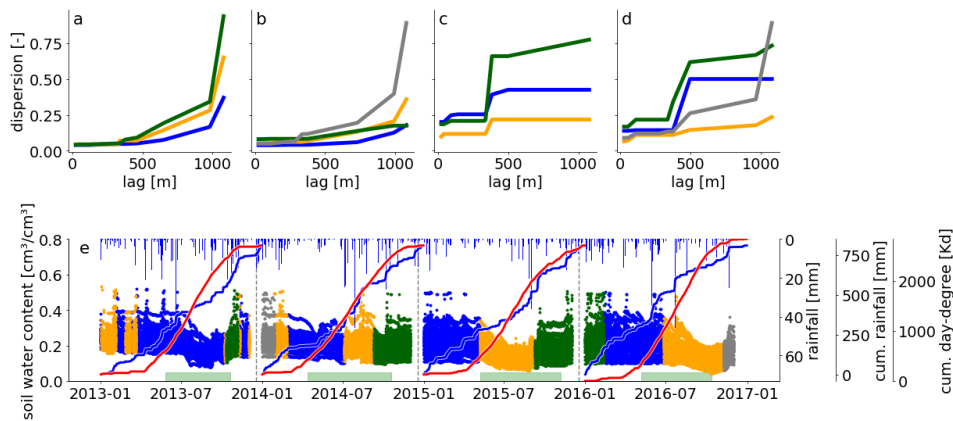 a b c d
0.75
0.50
0.25
0.00
dispersion [-]
0 500 1000 0 500 1000 0 500 1000 0 500 1000
lag [m] lag [m] lag [m] lag [m]
e
soil water content [cm³/cm³]
0.8
0.6
0.4
0.2
0.0
2013-01 2013-07 2014-01 2014-07 2015-01 2015-07 2016-01 2016-07 2017-01
0
20
40
60
rainfall [mm]
750
500
250
0
cum. rainfall [mm]
2000
1000
0
cum. day-degree [Kd]